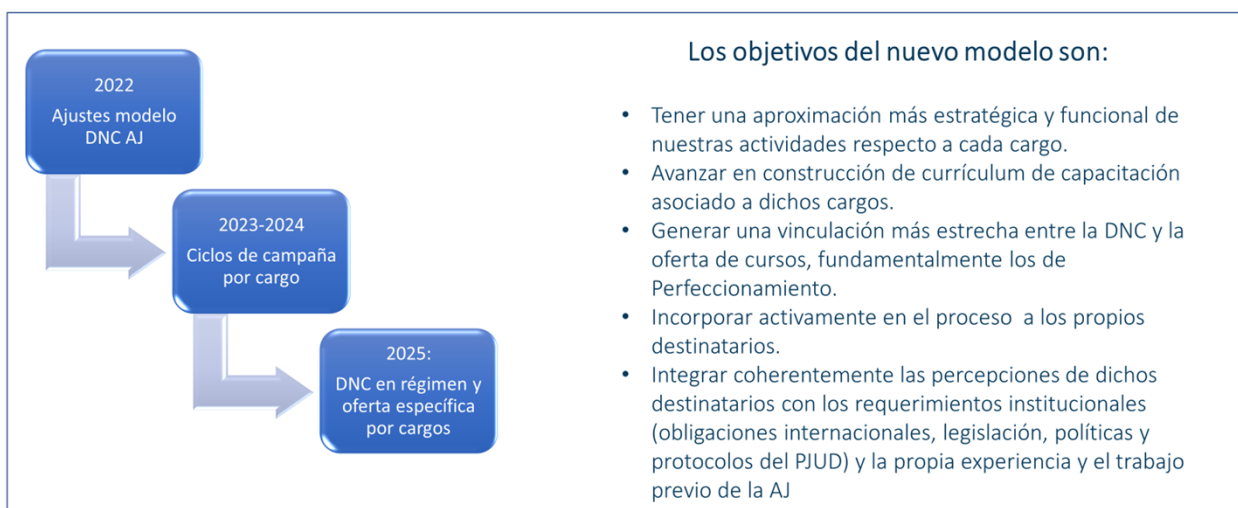 2022
Ajustes modelo
DNC AJ
2023-2024
Ciclos de campaña
por cargo
2025:
DNC en régimen y
oferta específica
por cargos
Los objetivos del nuevo modelo son:
• Tener una aproximación más estratégica y funcional de
nuestras actividades respecto a cada cargo.
• Avanzar en construcción de currículum de capacitación
asociado a dichos cargos.
• Generar una vinculación más estrecha entre la DNC y la
oferta de cursos, fundamentalmente los de
Perfeccionamiento.
• Incorporar activamente en el proceso a los propios
destinatarios.
• Integrar coherentemente las percepciones de dichos
destinatarios con los requerimientos institucionales
(obligaciones internacionales, legislación, políticas y
protocolos del PJUD) y la propia experiencia y el trabajo
previo de la AJ